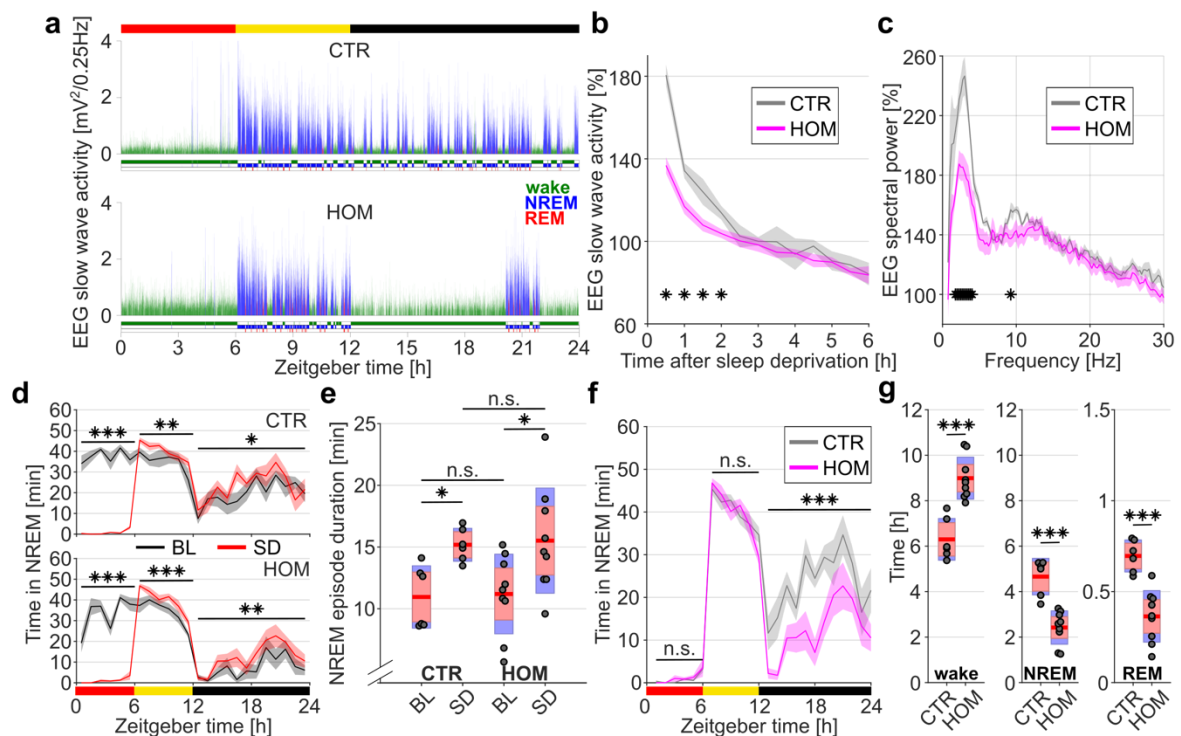 a
EEG slow wave activity [mV²/0.25Hz]
CTR
4
2
0
wake
NREM
REM
HOM
4
2
0
0 3 6 9 12 15 18 21 24
Zeitgeber time [h]
b
EEG slow wave activity [%]
180
140
100
60
CTR
HOM
**** 
0 1 2 3 4 5 6
Time after sleep deprivation [h]
c
EEG spectral power [%]
260
220
180
140
100
60
CTR
HOM
0 10 20 30
Frequency [Hz]
d
Time in NREM [min]
CTR
60
50
40
30
20
10
0
*** ** *
BL SD
HOM
60
50
40
30
20
10
0
*** *** **
0 6 12 18 24
Zeitgeber time [h]
e
NREM episode duration [min]
25
20
15
10
n.s.
n.s.
*
n.s.
*
CTR HOM
BL SD BL SD
f
Time in NREM [min]
60
50
40
30
20
10
0
CTR
HOM
n.s.
n.s.
***
0 6 12 18 24
Zeitgeber time [h]
g
Time [h]
12
10
8
6
4
2
0
***
wake
CTR HOM
12
10
8
6
4
2
0
***
NREM
CTR HOM
1.5
1
0.5
0
***
REM
CTR HOM